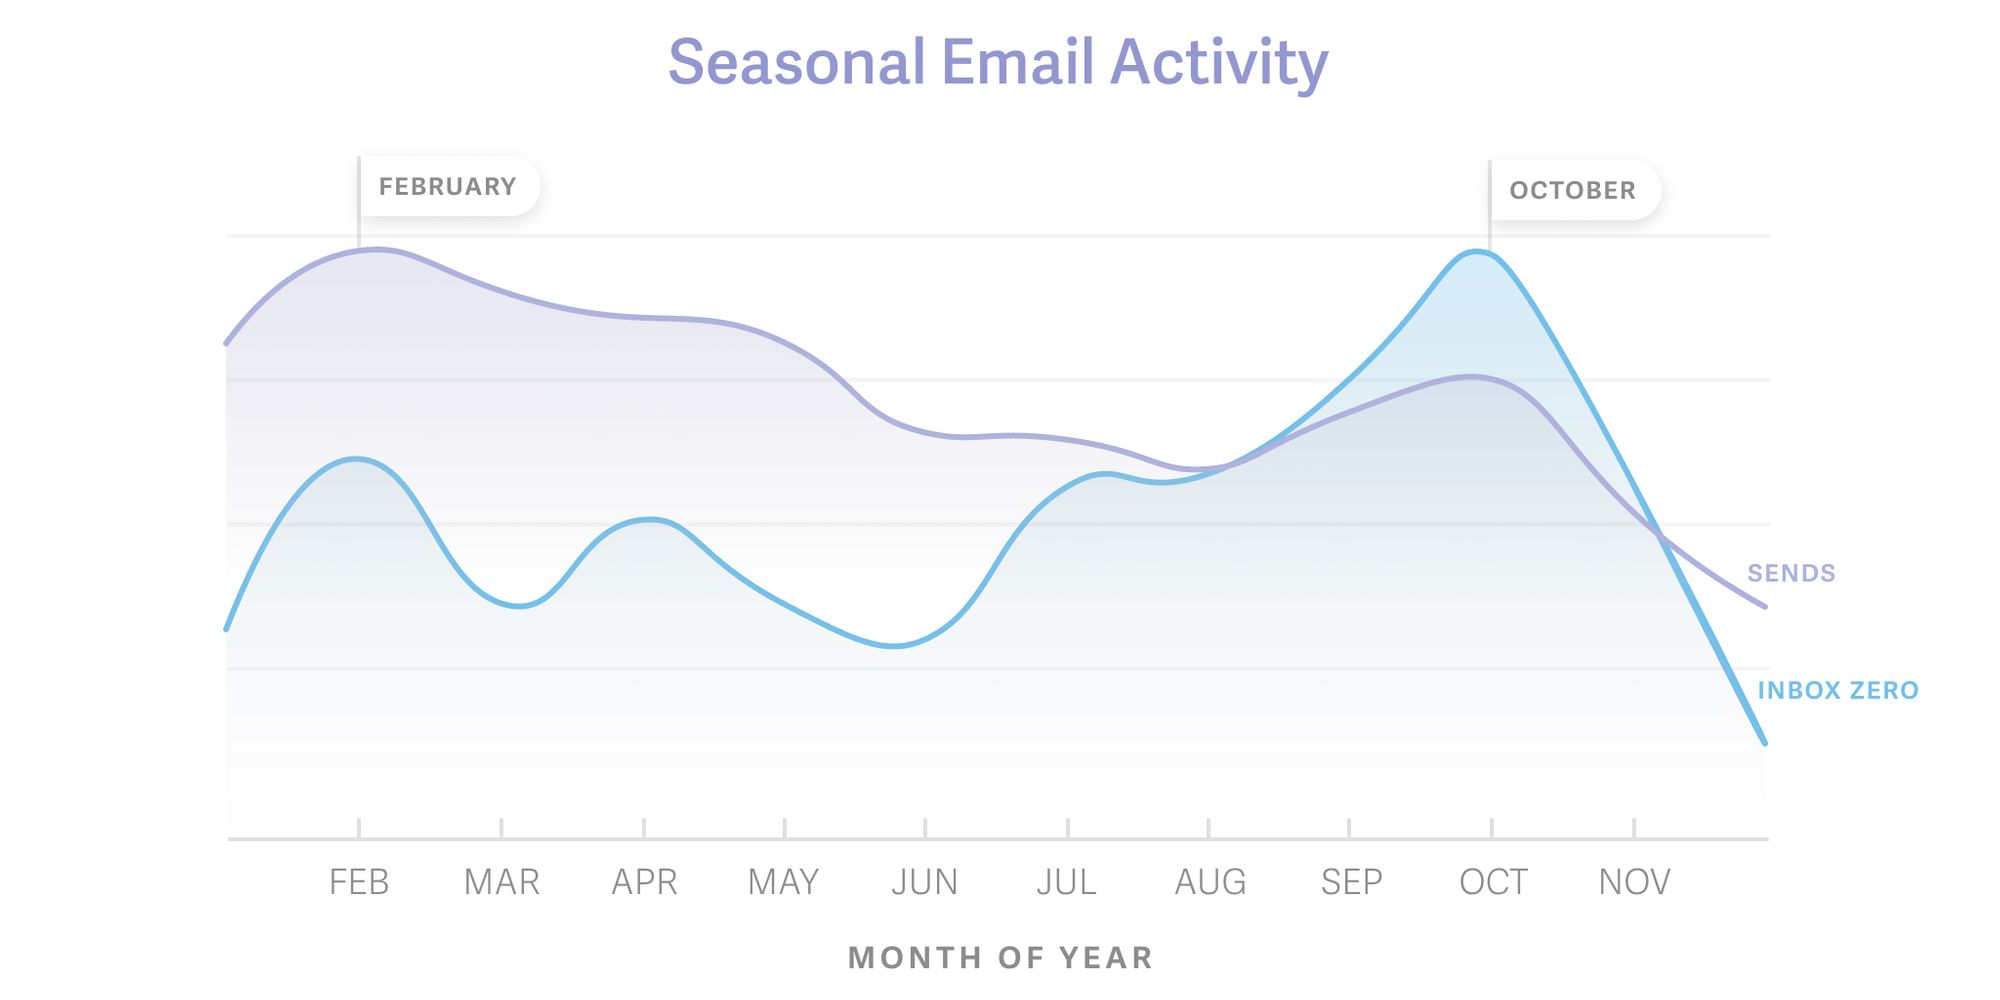 Seasonal Email Activity
FEBRUARY
OCTOBER
SENDS
INBOX ZERO
FEB MAR APR MAY JUN JUL AUG SEP OCT NOV
MONTH OF YEAR